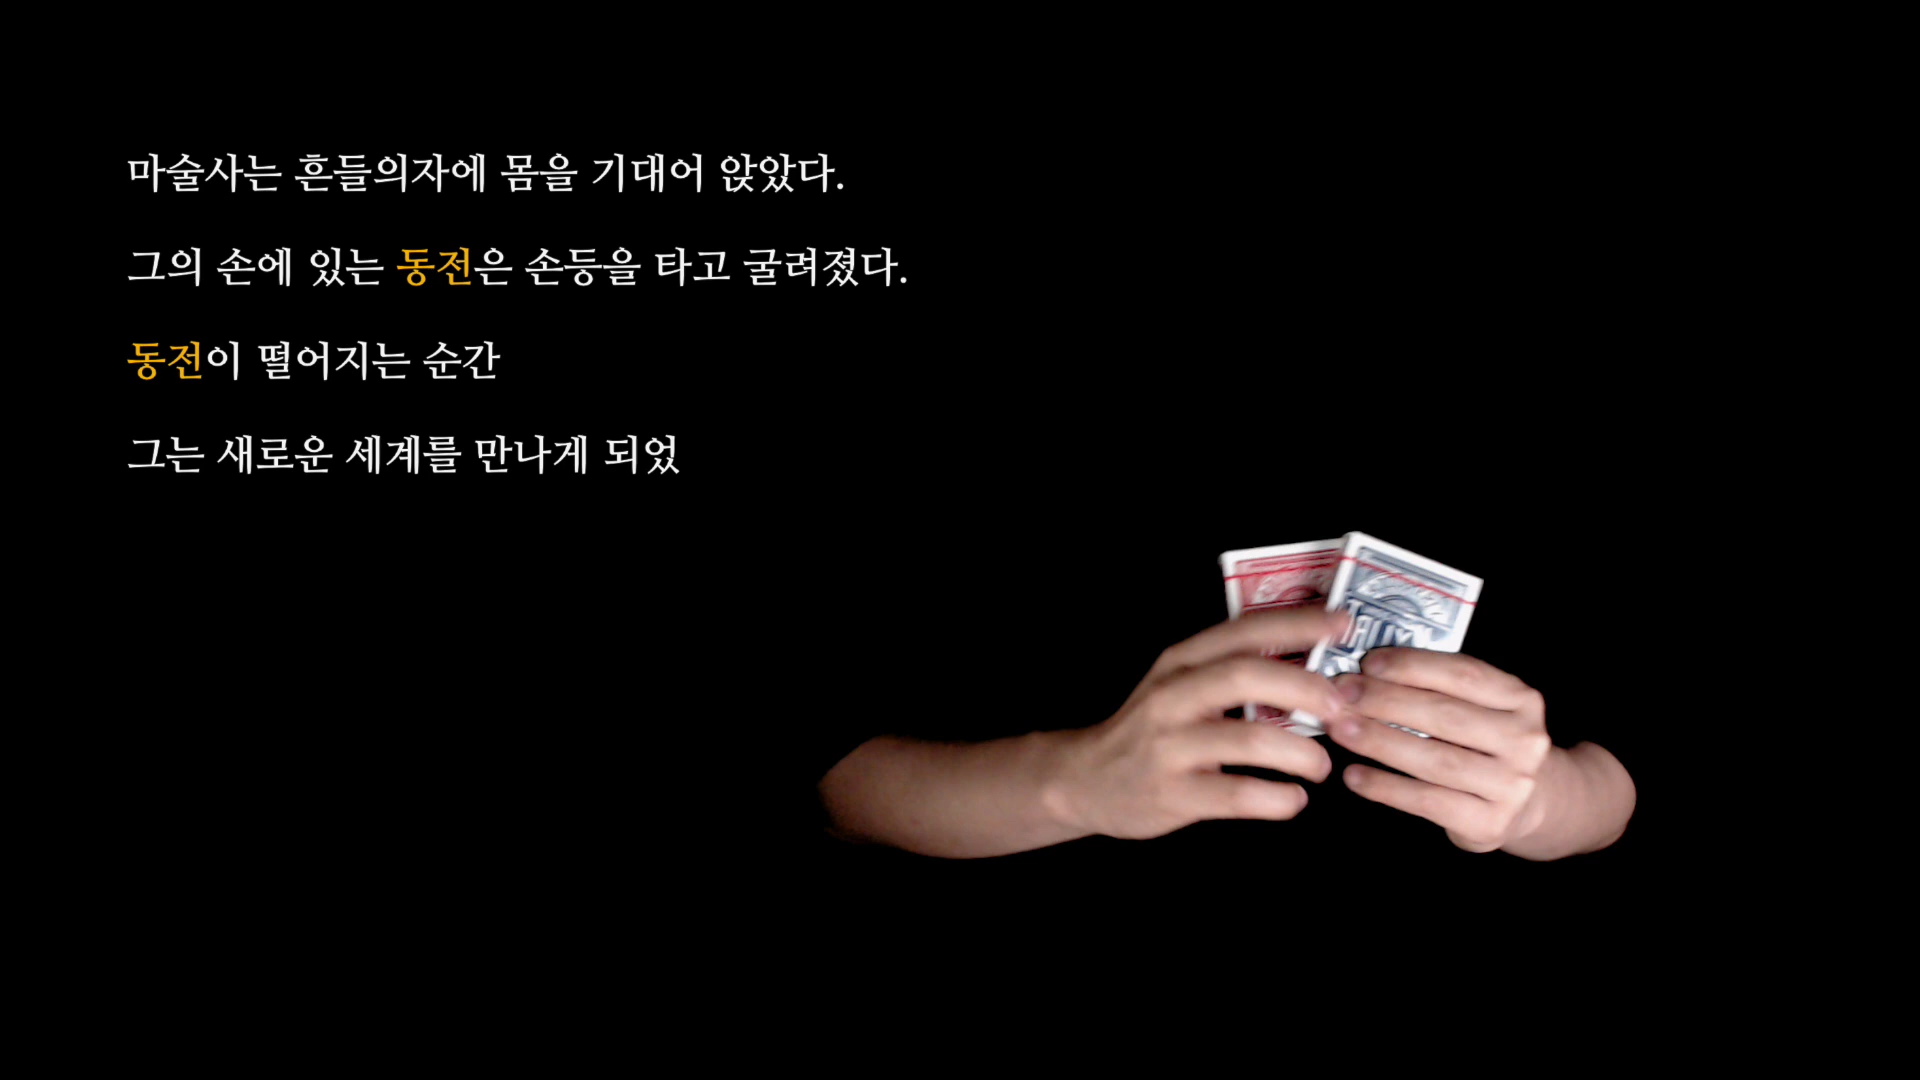 마술사는 흔들의자에 몸을 기대어 앉았다.
그의 손에 있는 동전은 손등을 타고 굴려졌다.
동전이 떨어지는 순간
그는 새로운 세계를 만나게 되었